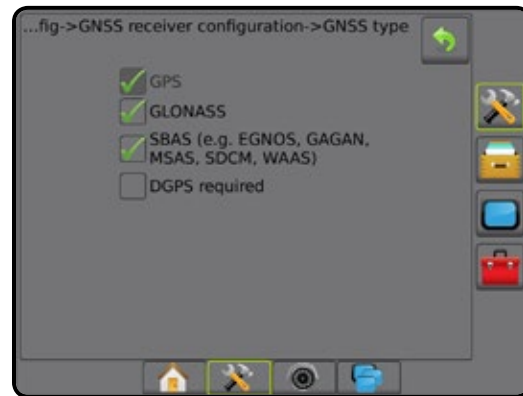 ...fig->GNSS receiver configuration->GNSS type
GPS
GLONASS
SBAS (e.g. EGNOS, GAGAN,
MSAS, SDCM, WAAS)
DGPS required